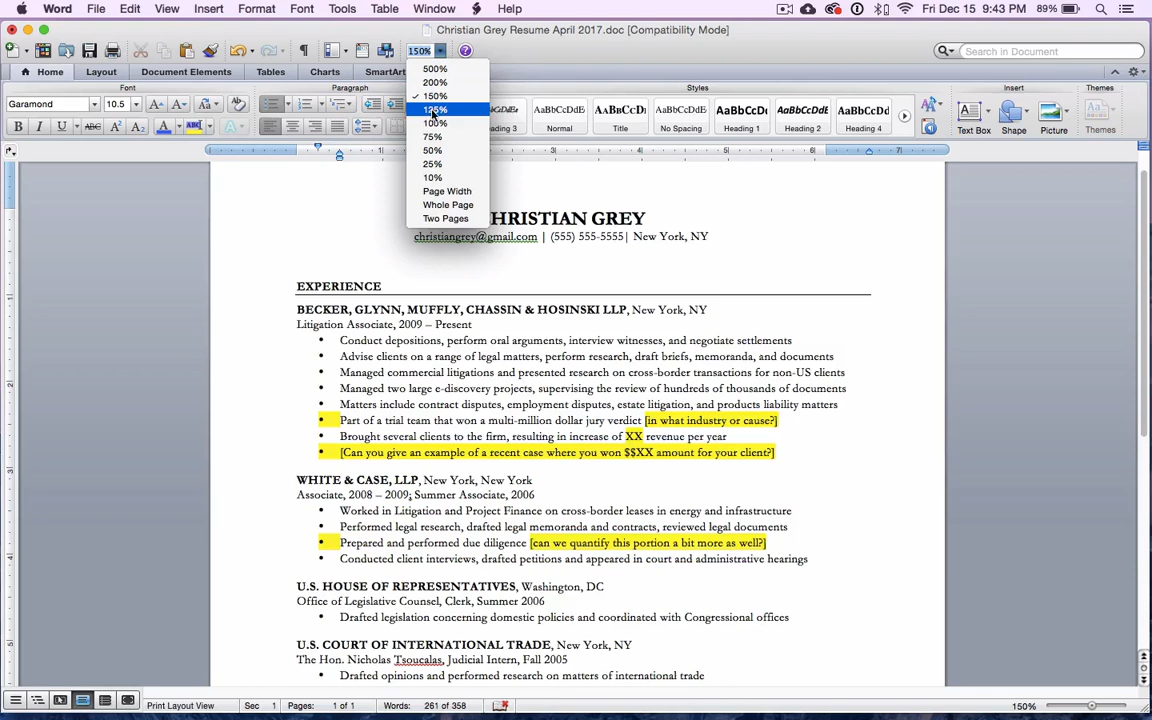 Word File Edit View Insert Format Font Tools Table Window Help Fri Dec 15 9:43 PM 89%
Christian Grey Resume April 2017.doc [Compatibility Mode]
150% Search in Document
Home Layout Document Elements Tables Charts SmartArt
Font Paragraph Styles Insert Themes
Garamond 10.5 Aa
AaBbCcDdE AaBbCcDc AaBbCcDdE AaBbCcDc AaBbCcDdE AaBbCcDdE
eading 3 Normal Title No Spacing Heading 1 Heading 2 Heading 4 Text Box Shape Picture Themes
B I U A² A₂ A ABC A
500%
200%
150%
125%
100%
75%
50%
25%
10%
Page Width
Whole Page
Two Pages
HRISTIAN GREY
christiangrey@gmail.com | (555) 555-5555| New York, NY
EXPERIENCE
BECKER, GLYNN, MUFFLY, CHASSIN & HOSINSKI LLP, New York, NY
Litigation Associate, 2009 – Present
• Conduct depositions, perform oral arguments, interview witnesses, and negotiate settlements
• Advise clients on a range of legal matters, perform research, draft briefs, memoranda, and documents
• Managed commercial litigations and presented research on cross-border transactions for non-US clients
• Managed two large e-discovery projects, supervising the review of hundreds of thousands of documents
• Matters include contract disputes, employment disputes, estate litigation, and products liability matters
• Part of a trial team that won a multi-million dollar jury verdict [in what industry or cause?]
• Brought several clients to the firm, resulting in increase of XX revenue per year
• [Can you give an example of a recent case where you won $$XX amount for your client?]
WHITE & CASE, LLP, New York, New York
Associate, 2008 – 2009; Summer Associate, 2006
• Worked in Litigation and Project Finance on cross-border leases in energy and infrastructure
• Performed legal research, drafted legal memoranda and contracts, reviewed legal documents
• Prepared and performed due diligence [can we quantify this portion a bit more as well?]
• Conducted client interviews, drafted petitions and appeared in court and administrative hearings
U.S. HOUSE OF REPRESENTATIVES, Washington, DC
Office of Legislative Counsel, Clerk, Summer 2006
• Drafted legislation concerning domestic policies and coordinated with Congressional offices
U.S. COURT OF INTERNATIONAL TRADE, New York, NY
The Hon. Nicholas Tsoucalas, Judicial Intern, Fall 2005
• Drafted opinions and performed research on matters of international trade
Print Layout View Sec 1 Pages: 1 of 1 Words: 261 of 358 150%